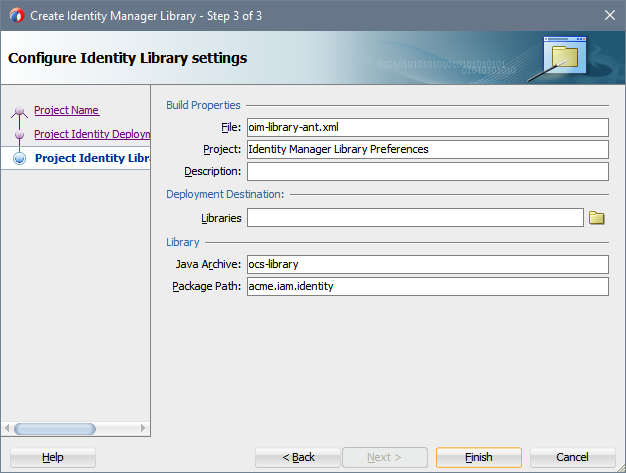 Create Identity Manager Library - Step 3 of 3
Configure Identity Library settings
Project Name
Project Identity Deploym
Project Identity Libra
Build Properties
File: oim-library-ant.xml
Project: Identity Manager Library Preferences
Description:
Deployment Destination:
Libraries
Library
Java Archive: ocs-library
Package Path: acme.iam.identity
Help
< Back
Next >
Finish
Cancel